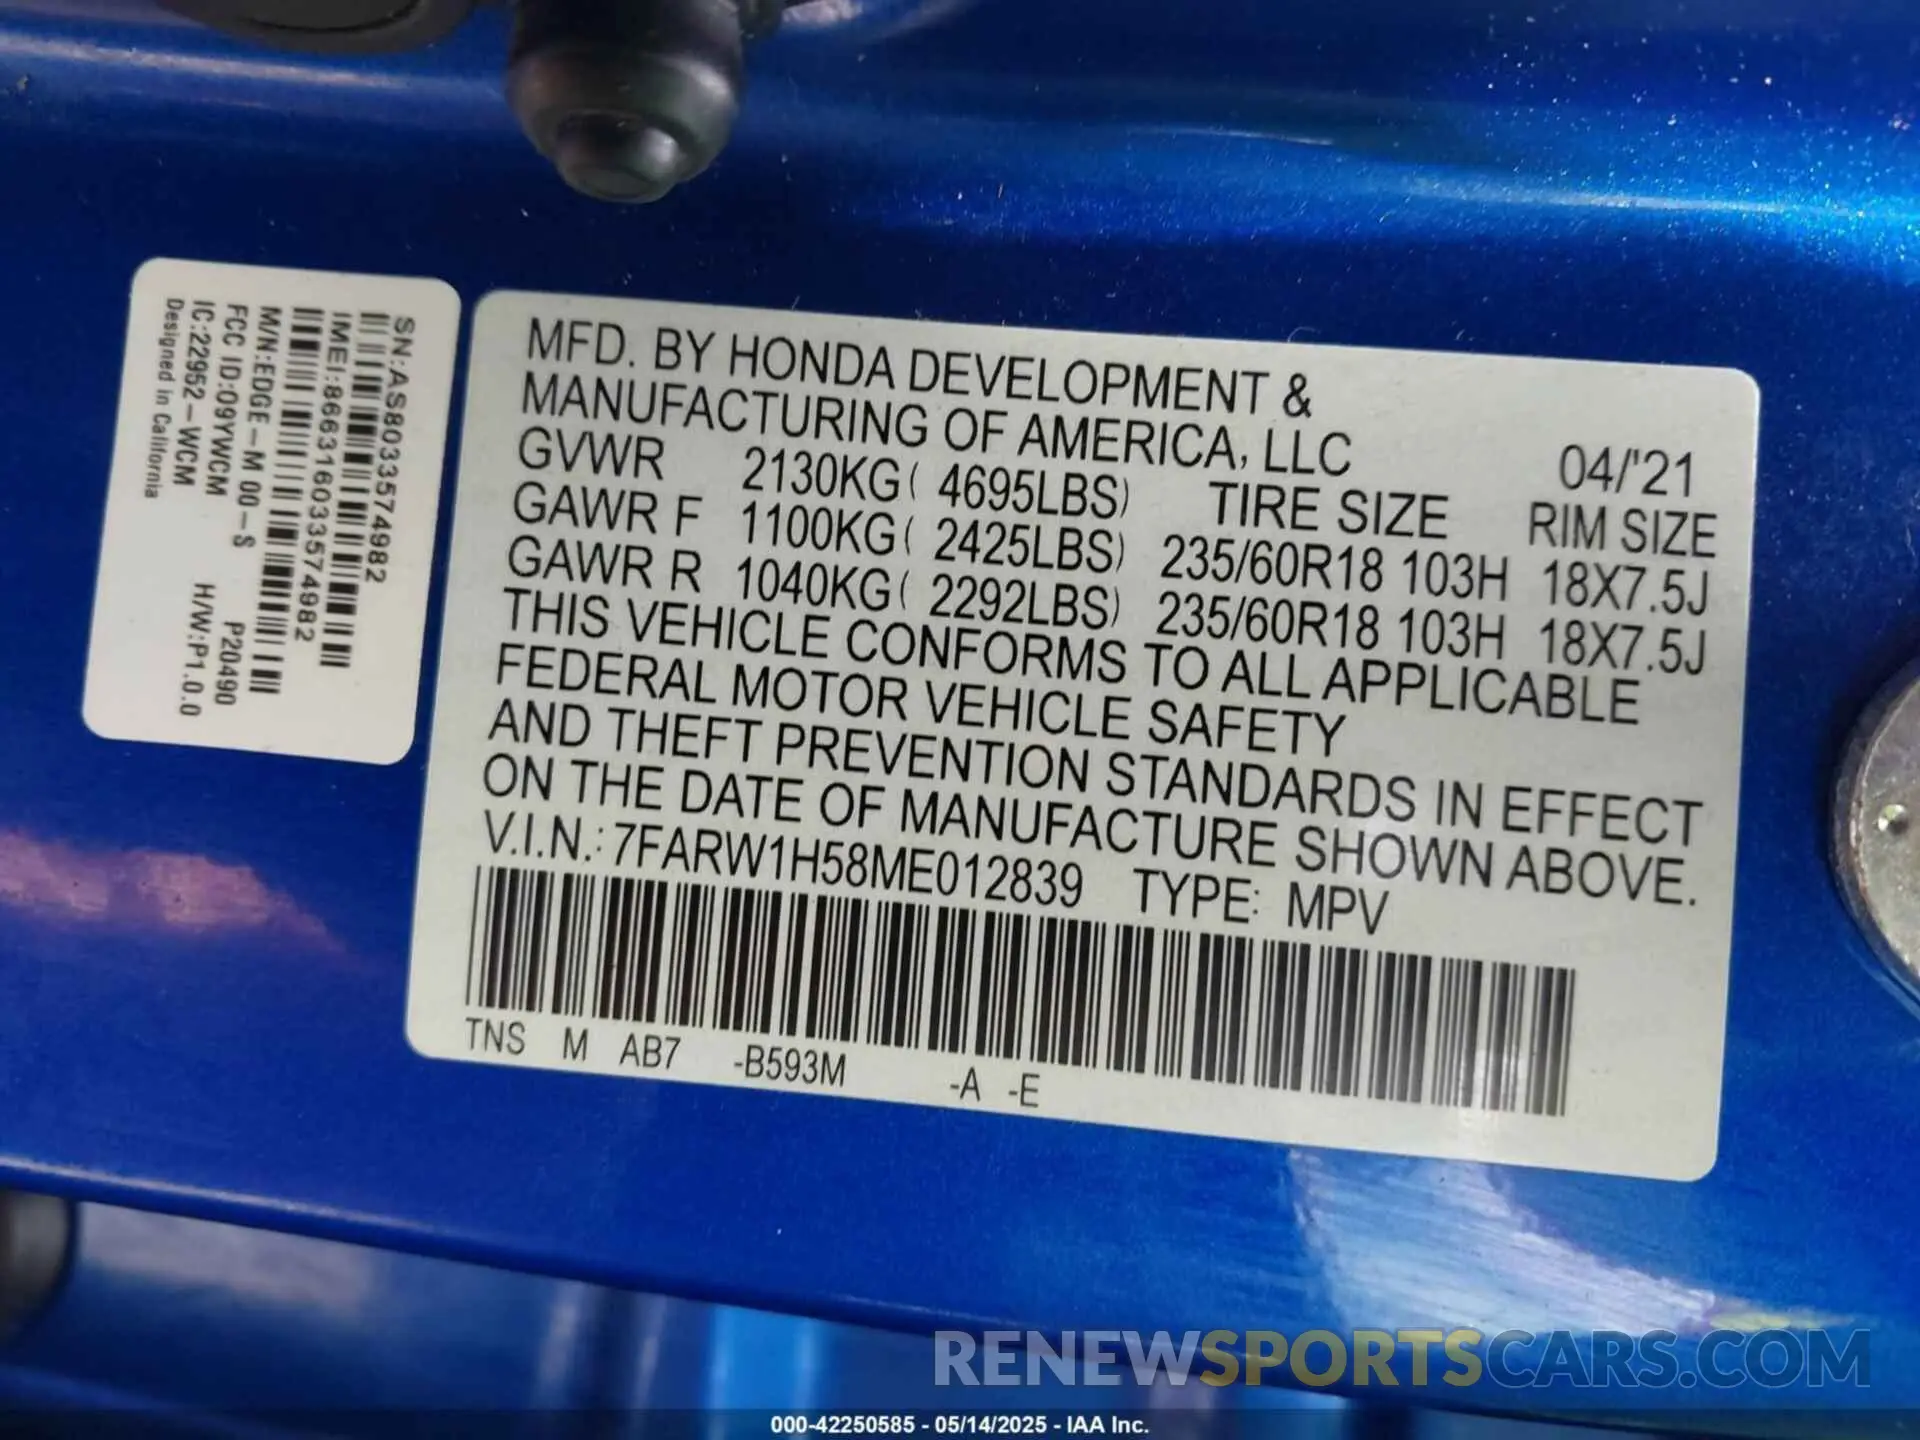 SN:AS80335749​82
IMEI:866316033574982
M/N:EDGE-M 00-S P20490
FCC ID:09YWCM
IC:22952-WCM H/W:P1.0.0
Designed in California
MFD. BY HONDA DEVELOPMENT &
MANUFACTURING OF AMERICA, LLC 04/'21
GVWR 2130KG( 4695LBS) TIRE SIZE RIM SIZE
GAWR F 1100KG( 2425LBS) 235/60R18 103H 18X7.5J
GAWR R 1040KG( 2292LBS) 235/60R18 103H 18X7.5J
THIS VEHICLE CONFORMS TO ALL APPLICABLE
FEDERAL MOTOR VEHICLE SAFETY
AND THEFT PREVENTION STANDARDS IN EFFECT
ON THE DATE OF MANUFACTURE SHOWN ABOVE.
V.I.N.: 7FARW1H58ME012839 TYPE: MPV
TNS M AB7 -B593M -A -E
RENEWSPORTSCARS.COM
000-42250585 - 05/14/2025 - IAA Inc.